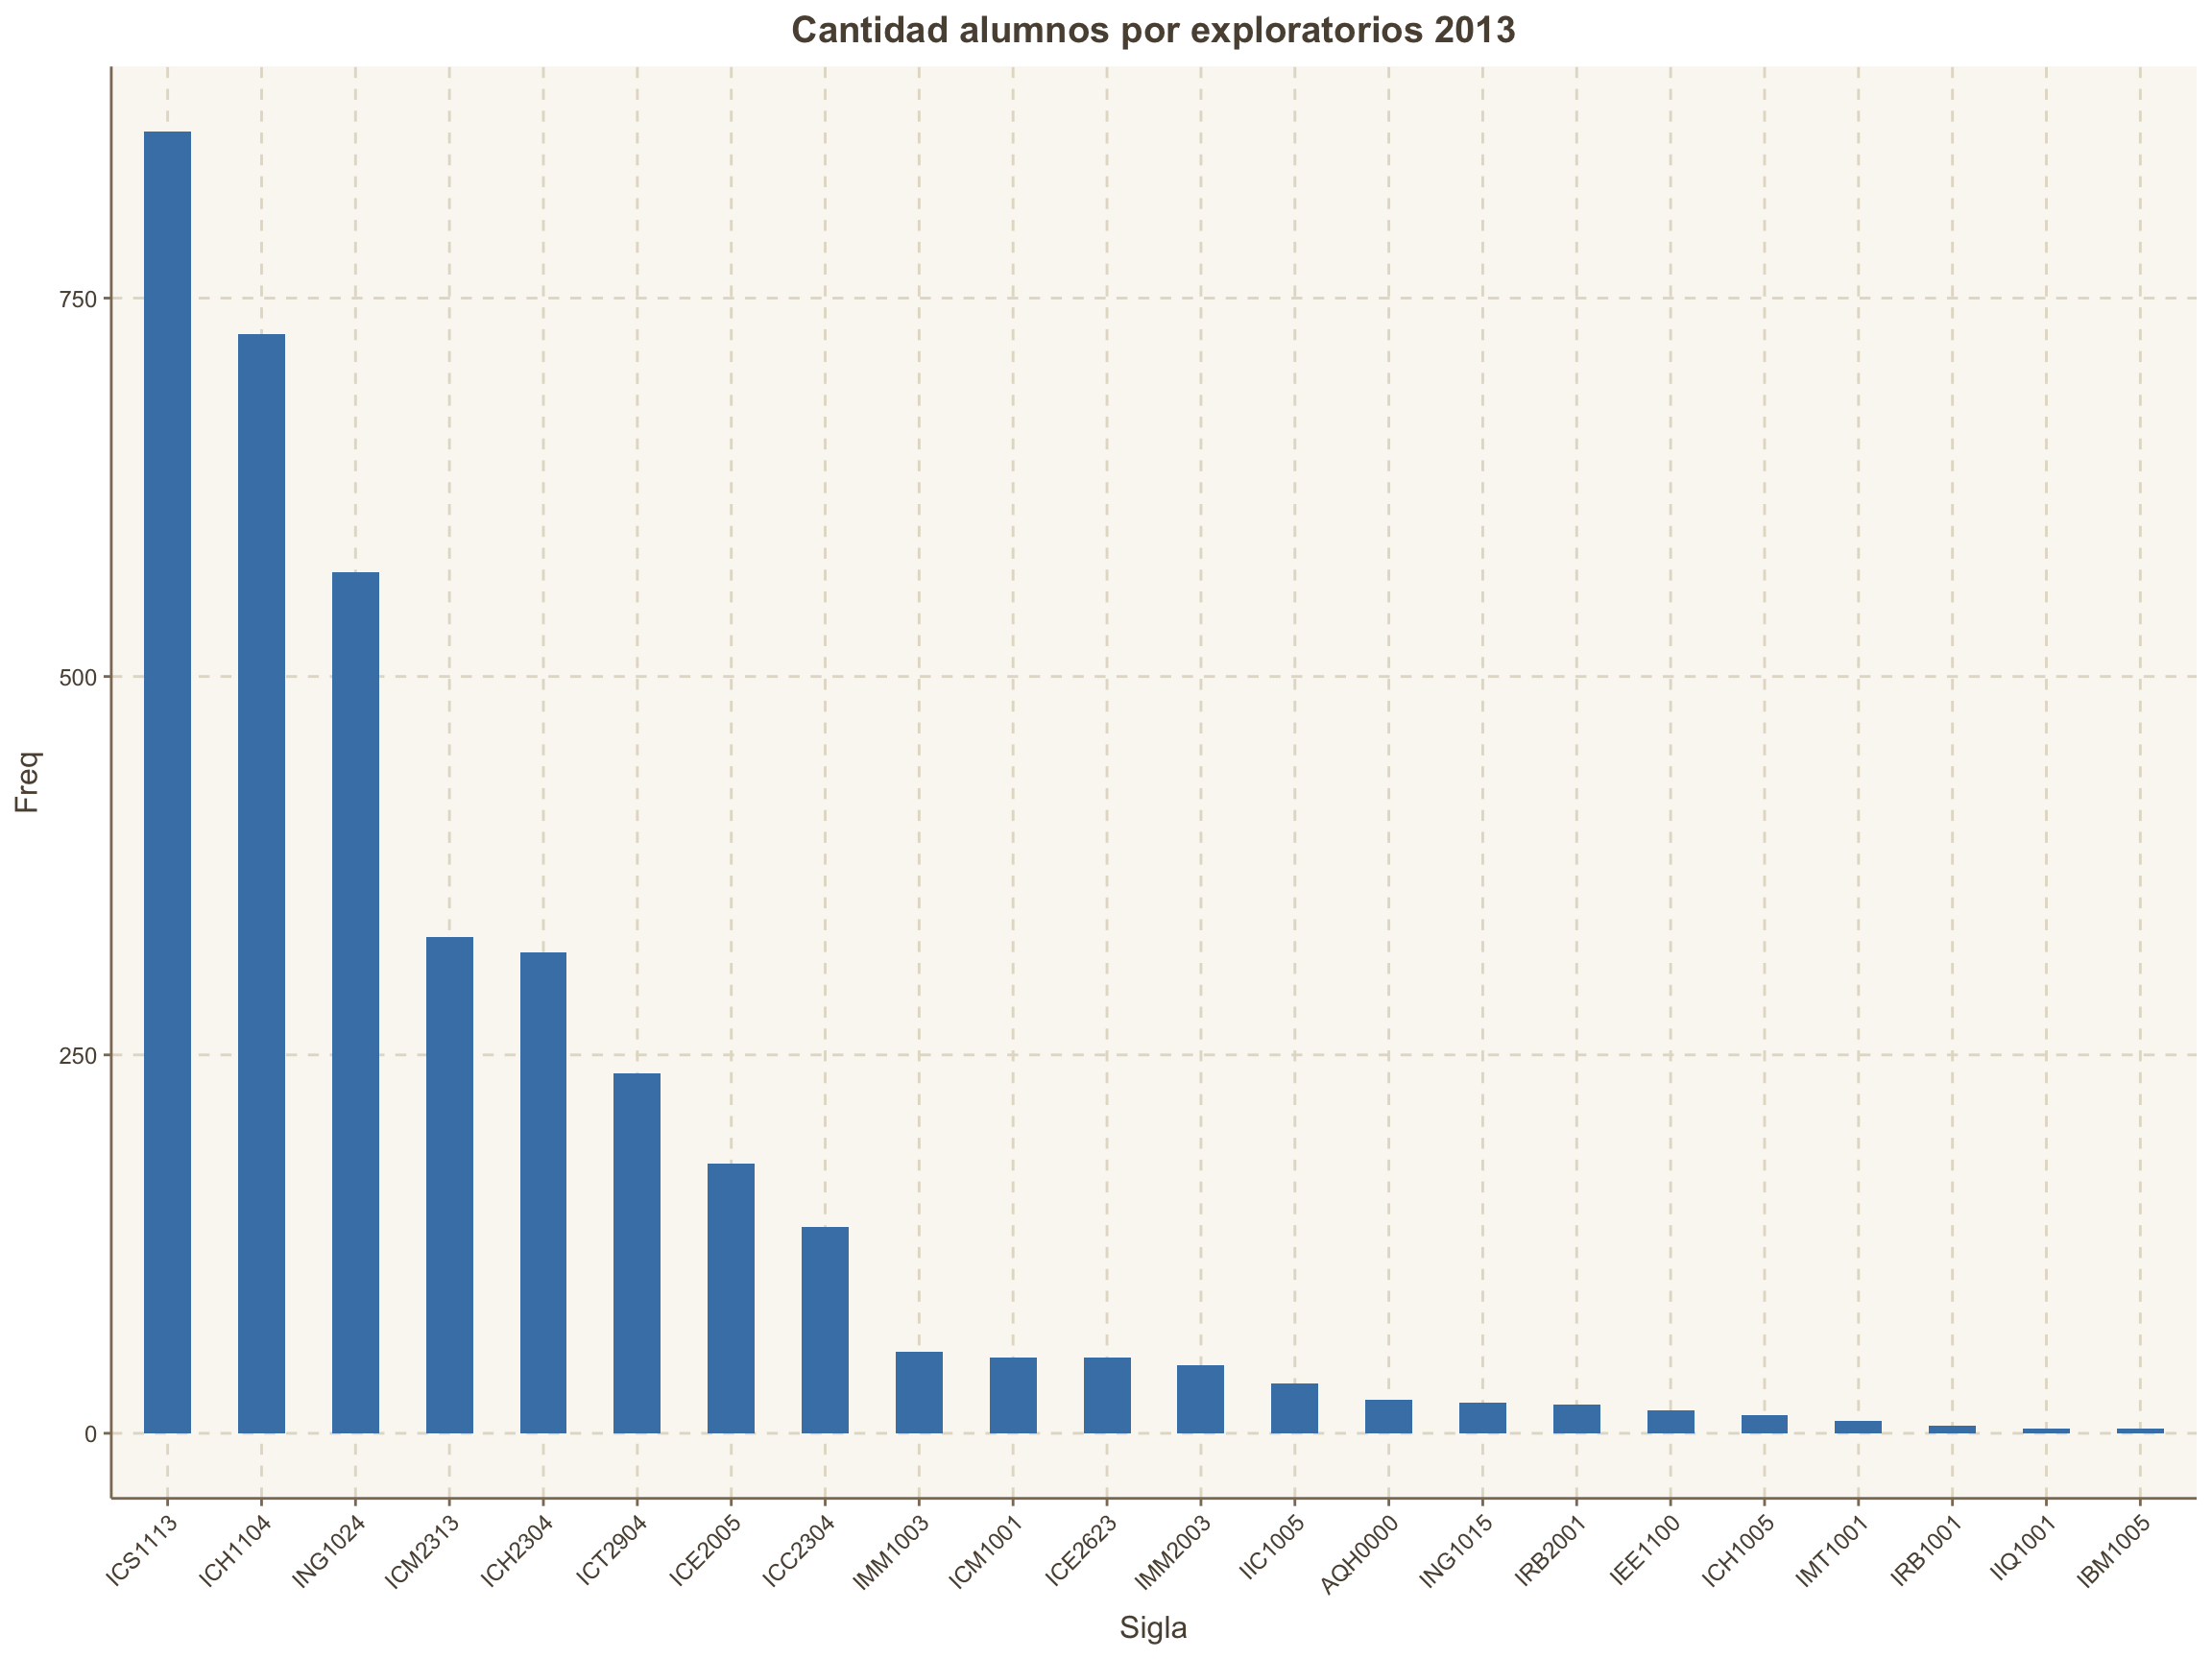 Cantidad alumnos por exploratorios 2013
Freq
750
500
250
0
ICS1113
ICH1104
ING1024
ICM2313
ICH2304
ICT2904
ICE2005
ICC2304
IMM1003
ICM1001
ICE2623
IMM2003
IIC1005
AQH0000
ING1015
IRB2001
IEE1100
ICH1005
IMT1001
IRB1001
IIQ1001
IBM1005
Sigla